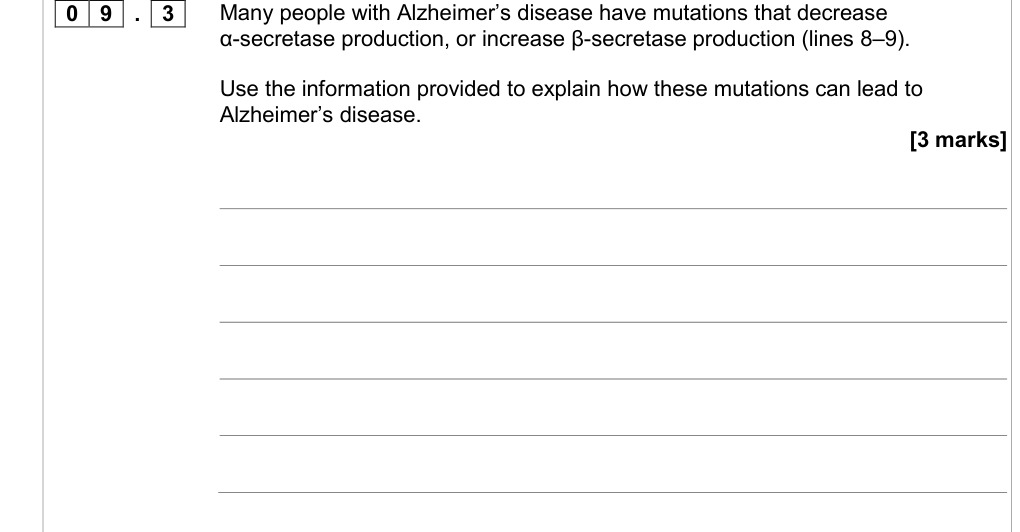 0 9 . 3 Many people with Alzheimer’s disease have mutations that decrease
α-secretase production, or increase β-secretase production (lines 8–9).
Use the information provided to explain how these mutations can lead to
Alzheimer’s disease.
[3 marks]